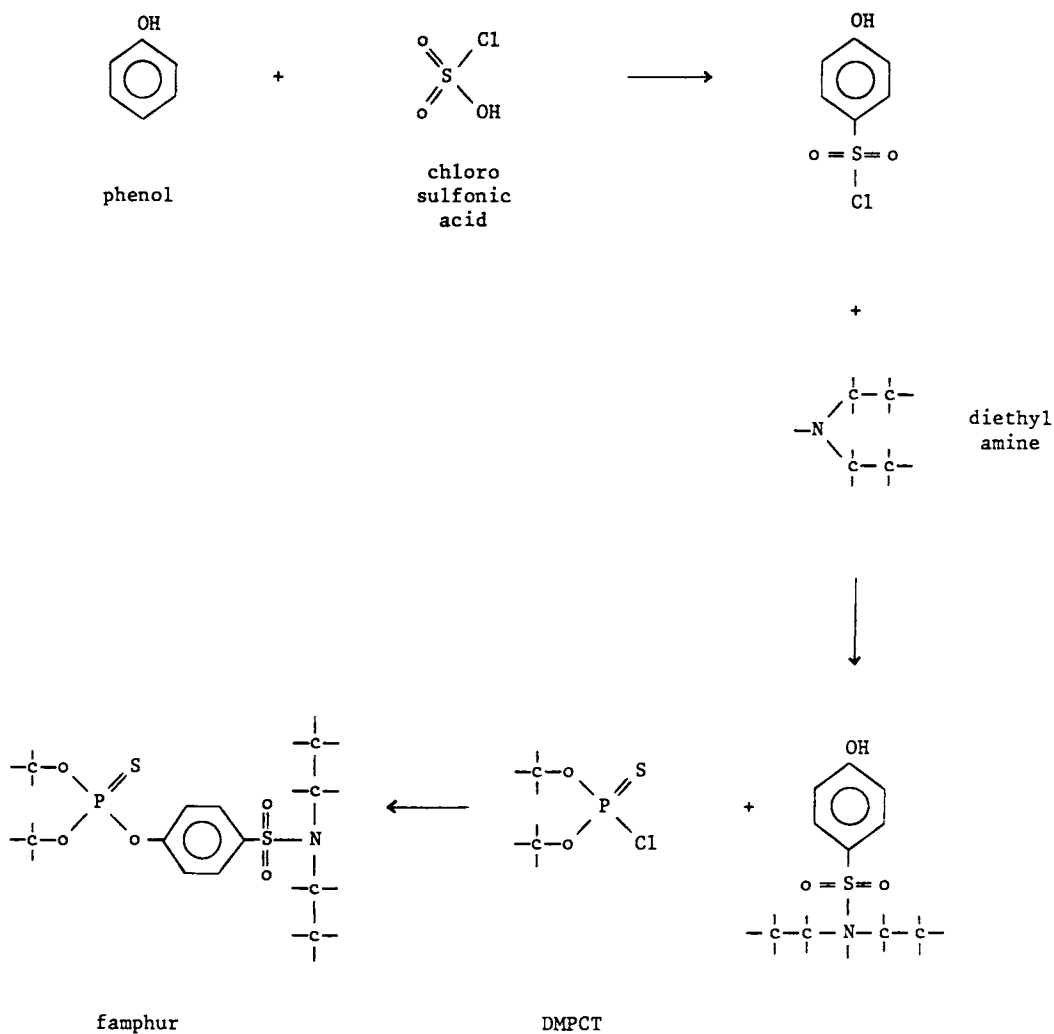 OH
+
Cl
o
S
o
OH
OH
o = S = o
Cl
phenol
chloro
sulfonic
acid
+
C C
N
C C
diethyl
amine
OH
o = S = o
C C N C C
+
C o S
P
C o Cl
C
C
C o S
P
C o o
o
S N
o
C
C
famphur
DMPCT